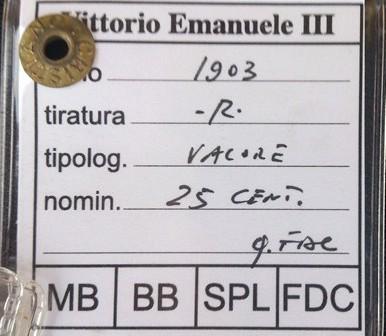 Vittorio Emanuele III
1903
tiratura -R.
tipolog. VALORE
nomin. 25 CENT.
q.FDC
MB BB SPL FDC